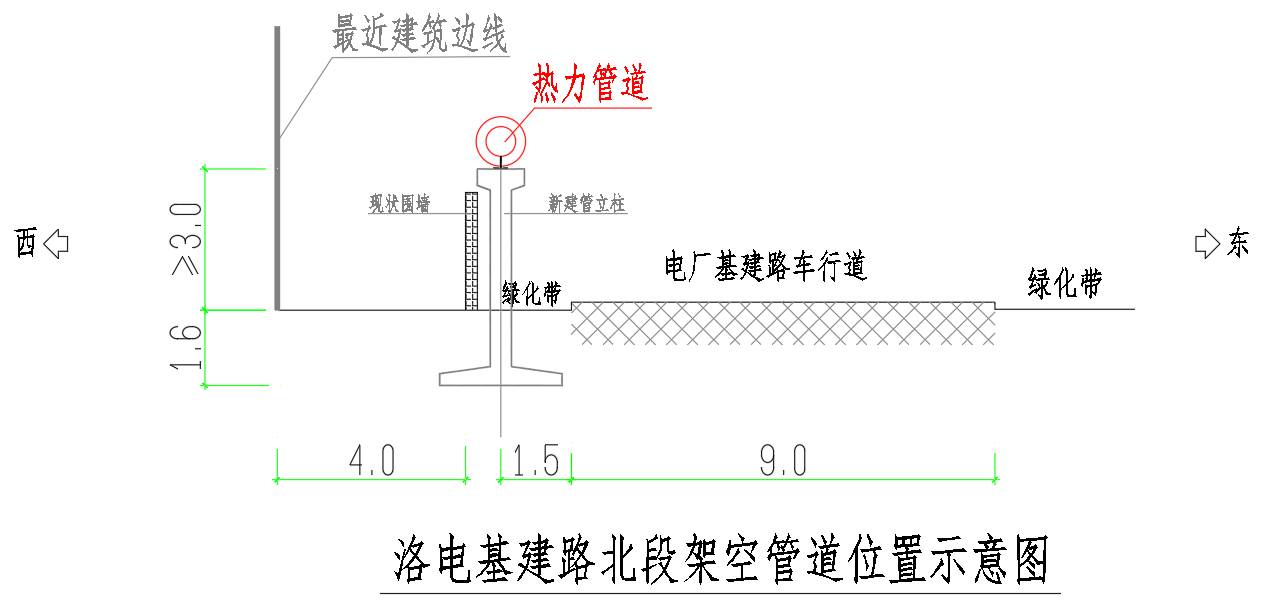 最近建筑边线
热力管道
现状围墙
新建管立柱
≥3.0
西
东
电厂基建路车行道
绿化带
绿化带
1.6
4.0
1.5
9.0
洛电基建路北段架空管道位置示意图